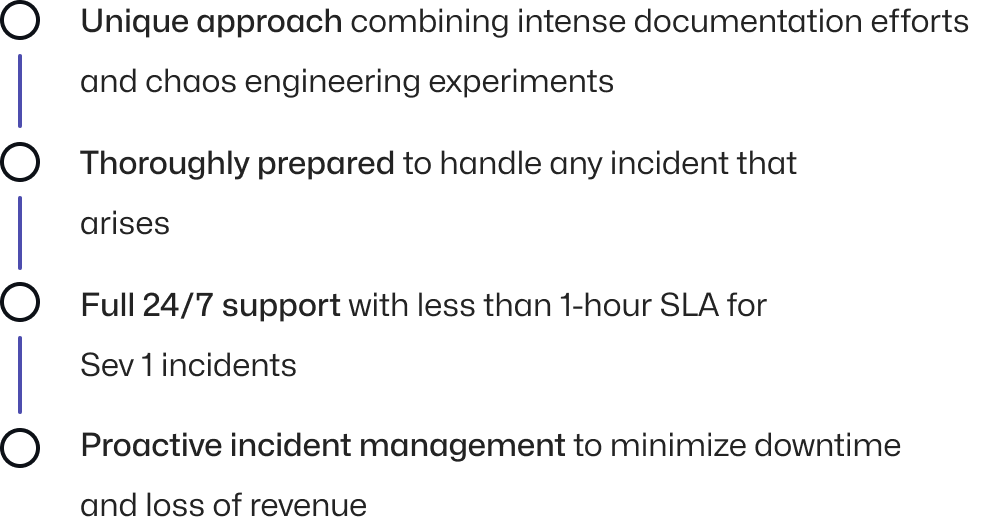 Unique approach combining intense documentation efforts
and chaos engineering experiments
Thoroughly prepared to handle any incident that
arises
Full 24/7 support with less than 1-hour SLA for
Sev 1 incidents
Proactive incident management to minimize downtime
and loss of revenue